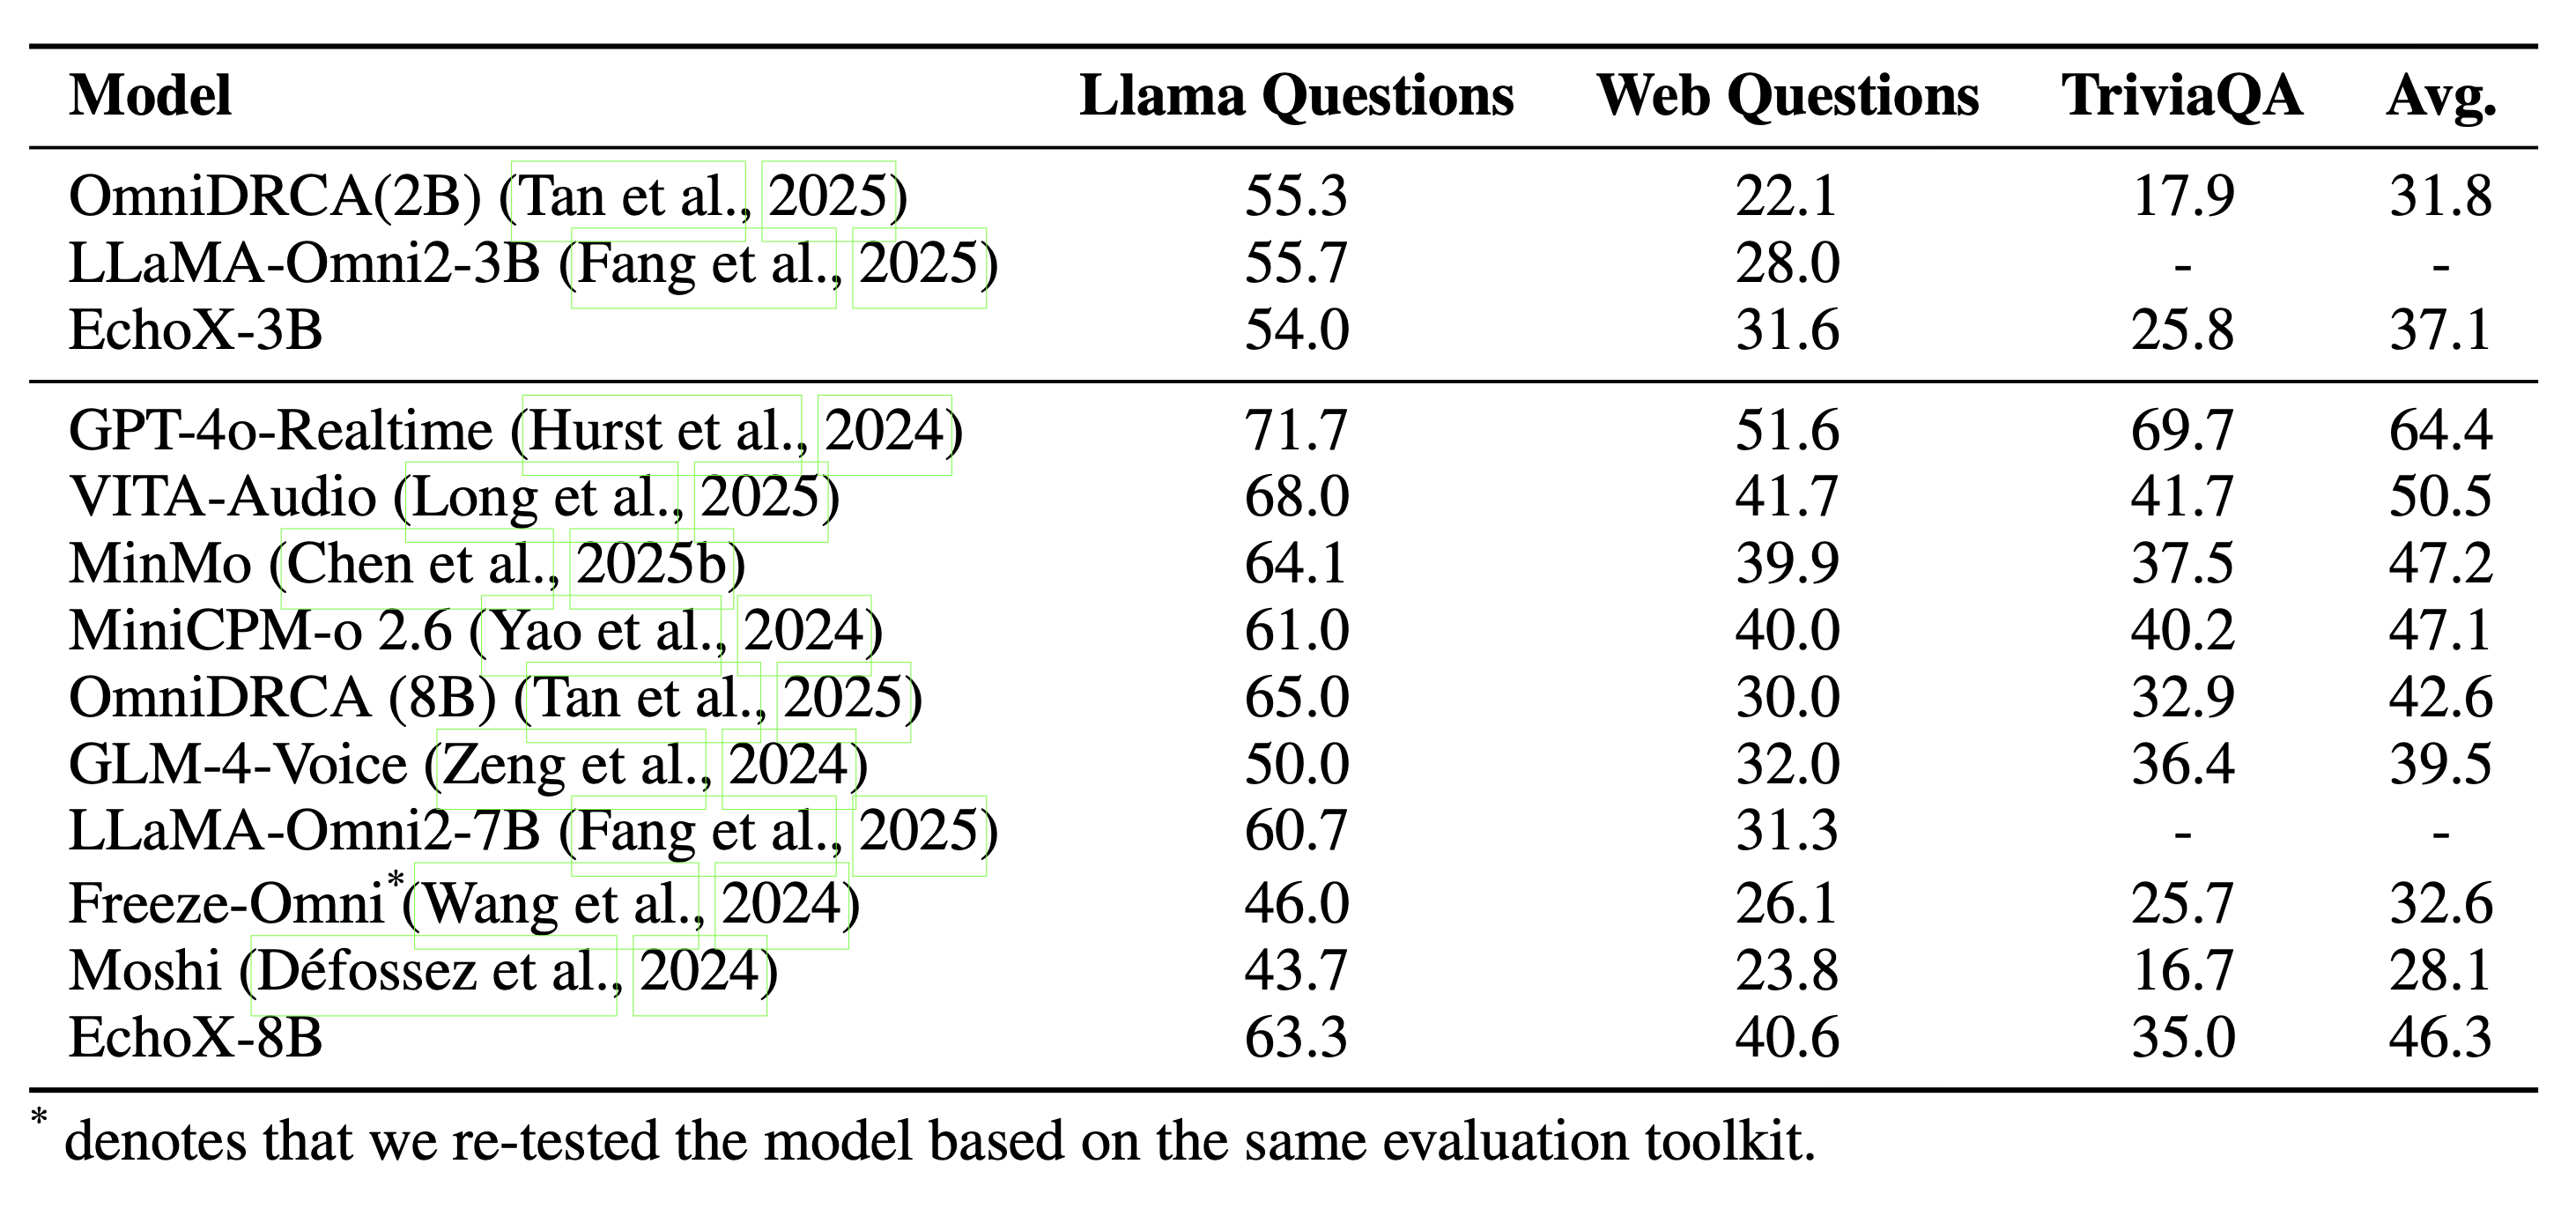 Model Llama Questions Web Questions TriviaQA Avg.
OmniDRCA(2B) (Tan et al., 2025) 55.3 22.1 17.9 31.8
LLaMA-Omni2-3B (Fang et al., 2025) 55.7 28.0 - -
EchoX-3B 54.0 31.6 25.8 37.1
GPT-4o-Realtime (Hurst et al., 2024) 71.7 51.6 69.7 64.4
VITA-Audio (Long et al., 2025) 68.0 41.7 41.7 50.5
MinMo (Chen et al., 2025b) 64.1 39.9 37.5 47.2
MiniCPM-o 2.6 (Yao et al., 2024) 61.0 40.0 40.2 47.1
OmniDRCA (8B) (Tan et al., 2025) 65.0 30.0 32.9 42.6
GLM-4-Voice (Zeng et al., 2024) 50.0 32.0 36.4 39.5
LLaMA-Omni2-7B (Fang et al., 2025) 60.7 31.3 - -
Freeze-Omni* (Wang et al., 2024) 46.0 26.1 25.7 32.6
Moshi (Défossez et al., 2024) 43.7 23.8 16.7 28.1
EchoX-8B 63.3 40.6 35.0 46.3
* denotes that we re-tested the model based on the same evaluation toolkit.